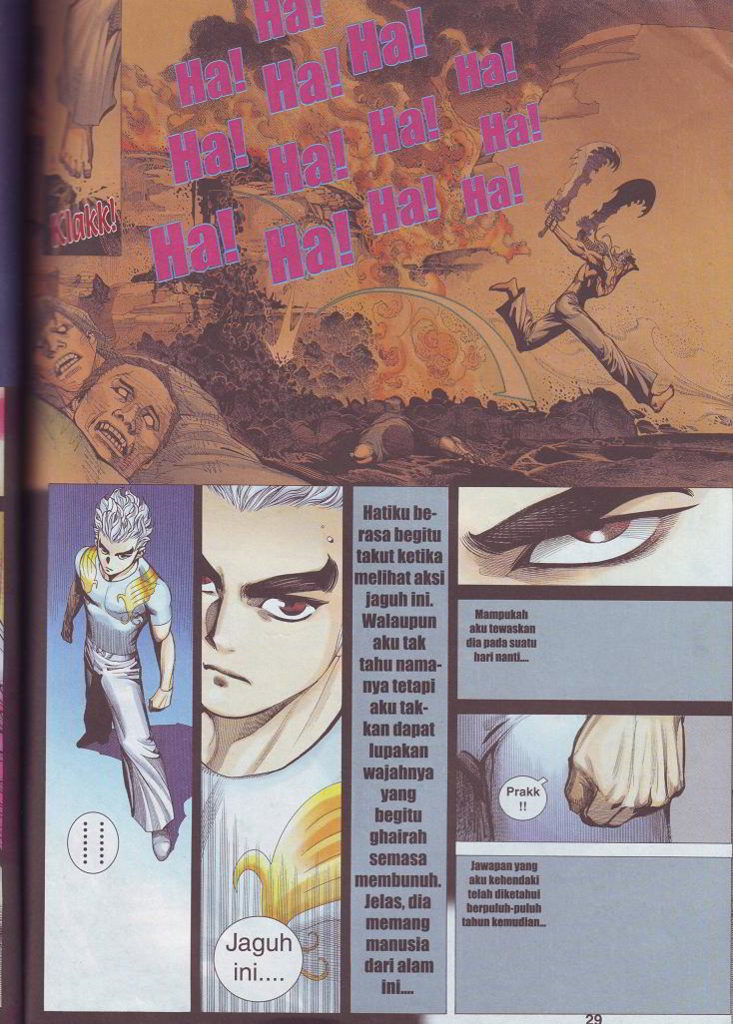 Ha!
Ha!
Ha!
Ha!
Ha!
Ha!
Ha!
Ha!
Ha!
Ha!
Ha!
Ha!
Ha!
Klakk!
.......
Jaguh
ini....
Hatiku be-
rasa begitu
takut ketika
melihat aksi
jaguh ini.
Walaupun
aku tak
tahu nama-
nya tetapi
aku tak-
kan dapat
lupakan
wajahnya
yang
begitu
ghairah
semasa
membunuh.
Jelas, dia
memang
manusia
dari alam
ini....
Mampukah
aku tewaskan
dia pada suatu
hari nanti....
Prakk
!!
Jawapan yang
aku kehendaki
telah diketahui
berpuluh-puluh
tahun kemudian...
29